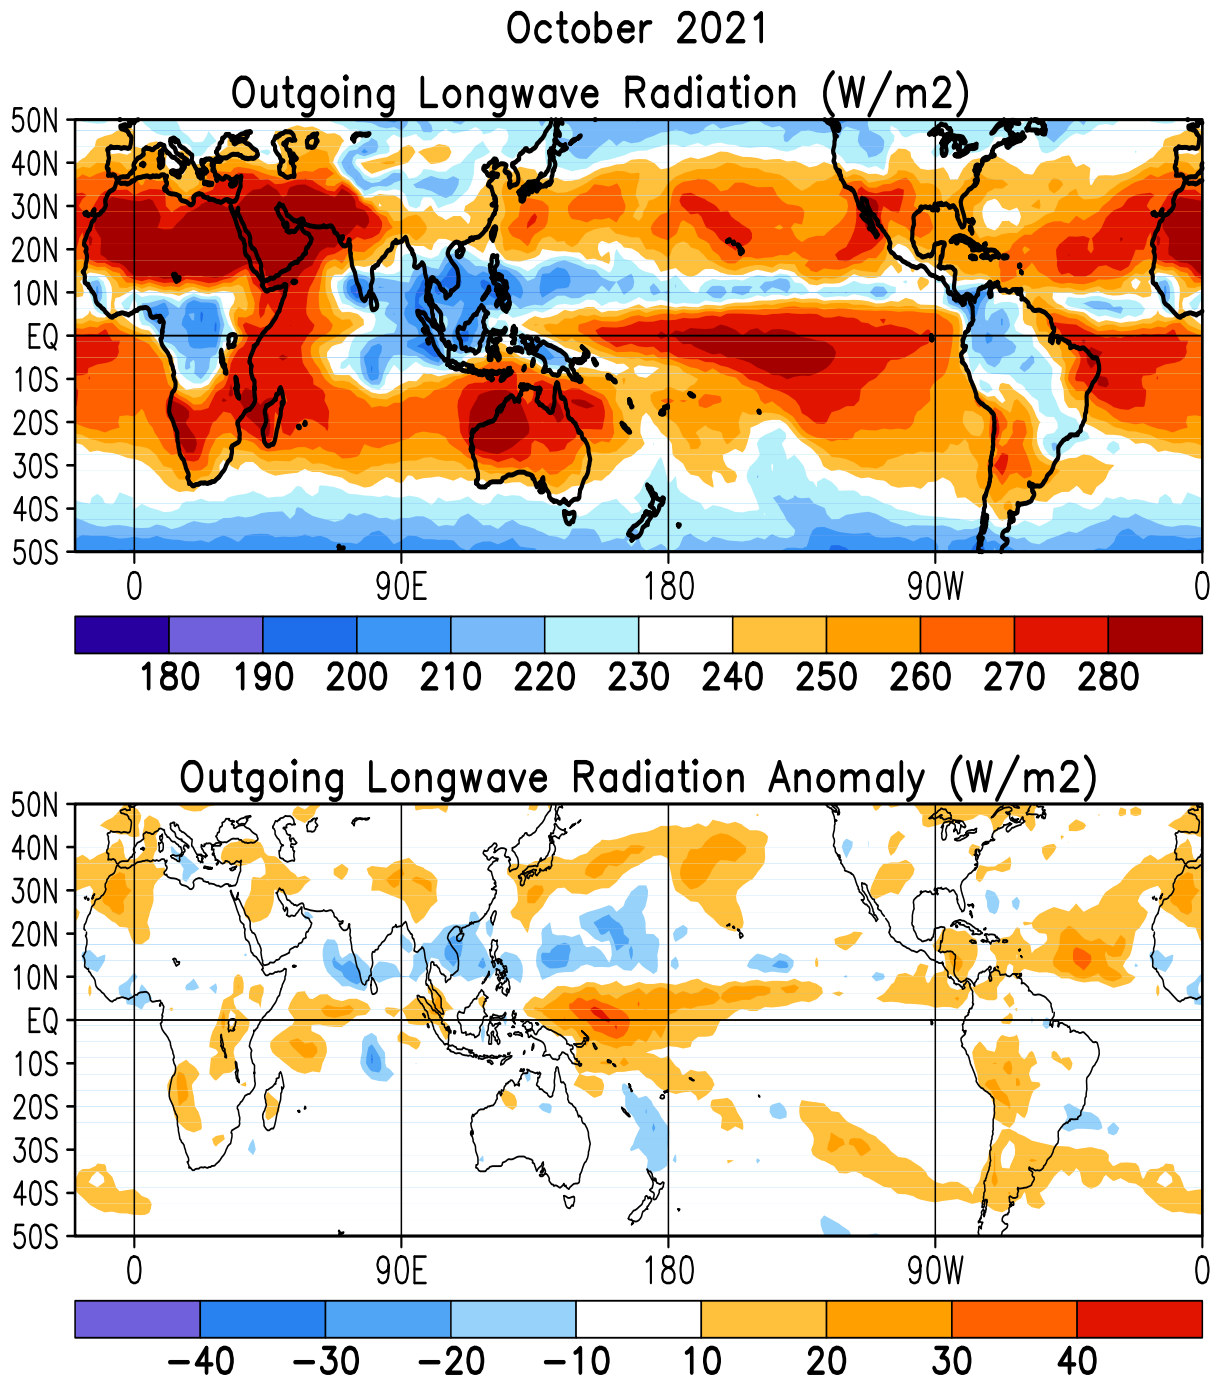 October 2021
Outgoing Longwave Radiation (W/m2)
50N
40N
30N
20N
10N
EQ
10S
20S
30S
40S
50S
0 90E 180 90W 0
180 190 200 210 220 230 240 250 260 270 280
Outgoing Longwave Radiation Anomaly (W/m2)
50N
40N
30N
20N
10N
EQ
10S
20S
30S
40S
50S
0 90E 180 90W 0
-40 -30 -20 -10 10 20 30 40